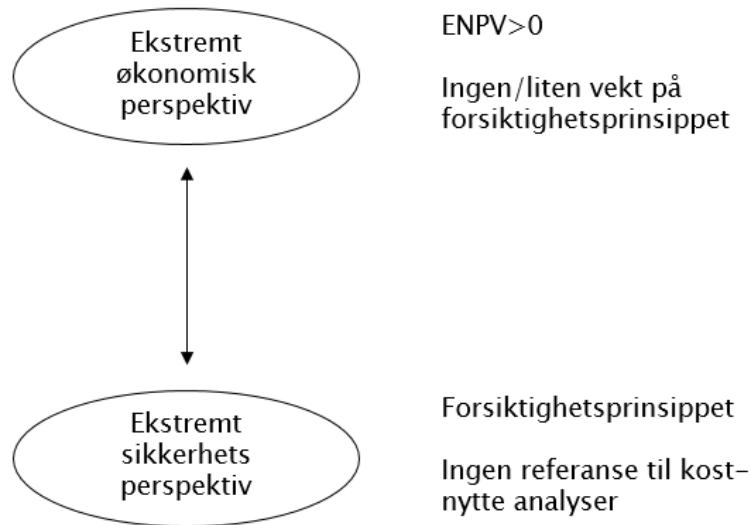 Ekstremt
økonomisk
perspektiv
ENPV>0
Ingen/liten vekt på
forsiktighetsprinsippet
Ekstremt
sikkerhets
perspektiv
Forsiktighetsprinsippet
Ingen referanse til kost-
nytte analyser